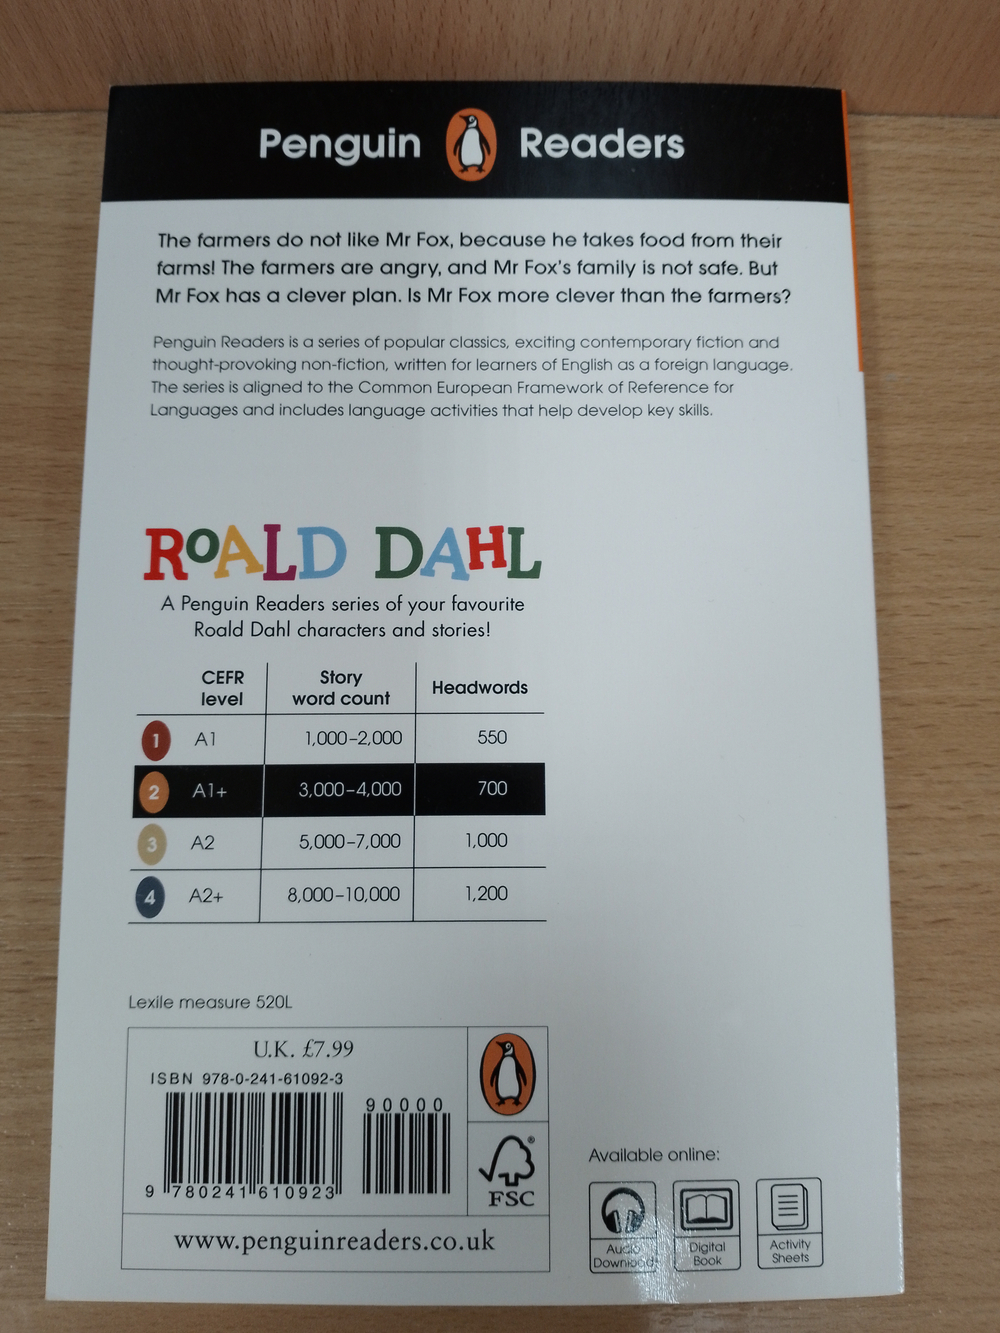 Penguin Readers
The farmers do not like Mr Fox, because he takes food from their
farms! The farmers are angry, and Mr Fox's family is not safe. But
Mr Fox has a clever plan. Is Mr Fox more clever than the farmers?
Penguin Readers is a series of popular classics, exciting contemporary fiction and
thought-provoking non-fiction, written for learners of English as a foreign language.
The series is aligned to the Common European Framework of Reference for
Languages and includes language activities that help develop key skills.
ROALD DAHL
A Penguin Readers series of your favourite
Roald Dahl characters and stories!
CEFR level Story word count Headwords
1 A1 1,000–2,000 550
2 A1+ 3,000–4,000 700
3 A2 5,000–7,000 1,000
4 A2+ 8,000–10,000 1,200
Lexile measure 520L
U.K. £7.99
ISBN 978-0-241-61092-3
90000
9 780241 610923
®
FSC
www.penguinreaders.co.uk
Available online:
Audio
Download
Digital
Book
Activity
Sheets